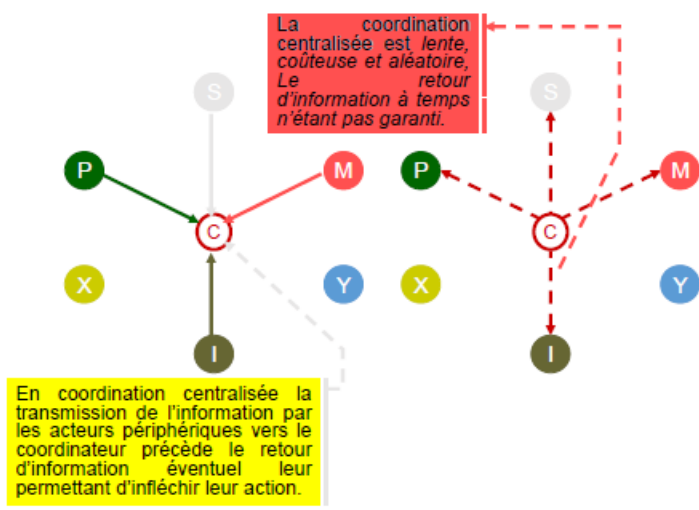 La coordination
centralisée est lente,
coûteuse et aléatoire,
Le retour
d'information à temps
n'étant pas garanti.
S
S
P
M
P
M
C
C
X
Y
X
Y
I
I
En coordination centralisée la
transmission de l'information par
les acteurs périphériques vers le
coordinateur précède le retour
d'information éventuel leur
permettant d'infléchir leur action.